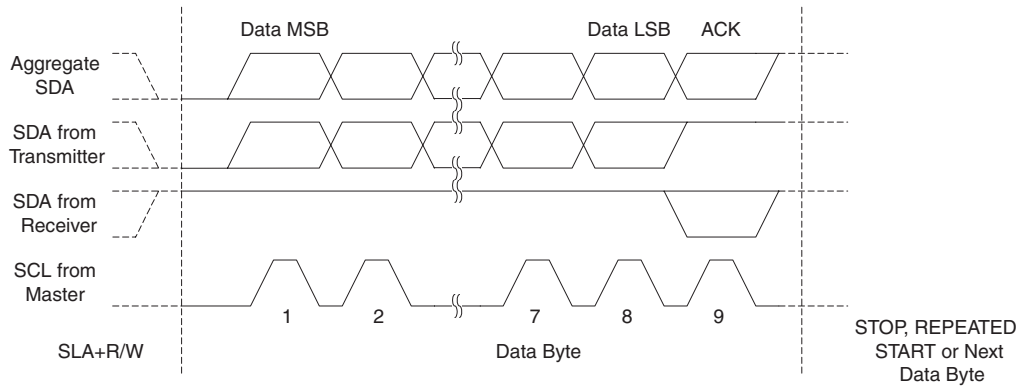 Data MSB
Data LSB
ACK
Aggregate
SDA
SDA from
Transmitter
SDA from
Receiver
SCL from
Master
1
2
7
8
9
SLA+R/W
Data Byte
STOP, REPEATED
START or Next
Data Byte